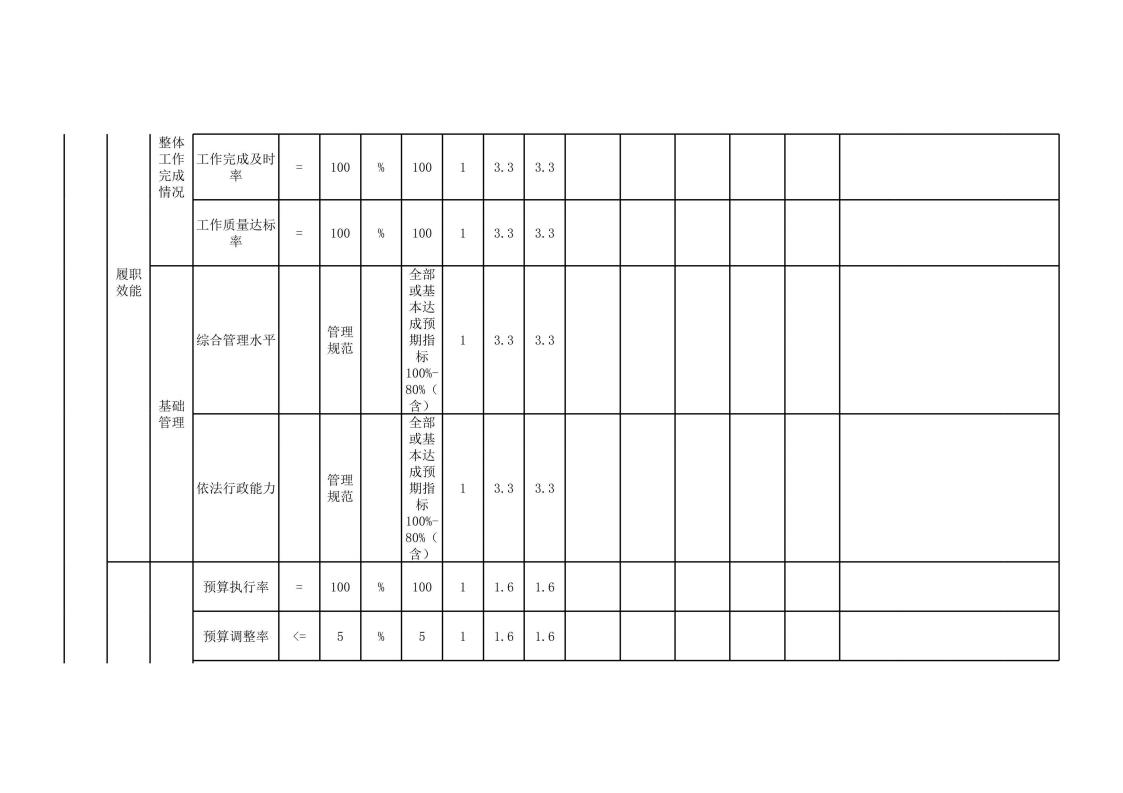 整体
工作
完成
情况
工作完成及时
率
=
100
%
100
1
3.3
3.3
工作质量达标
率
=
100
%
100
1
3.3
3.3
履职
效能
基础
管理
综合管理水平
管理
规范
全部
或基
本达
成预
期指
标
100%-
80%（
含）
1
3.3
3.3
依法行政能力
管理
规范
全部
或基
本达
成预
期指
标
100%-
80%（
含）
1
3.3
3.3
预算执行率
=
100
%
100
1
1.6
1.6
预算调整率
<=
5
%
5
1
1.6
1.6